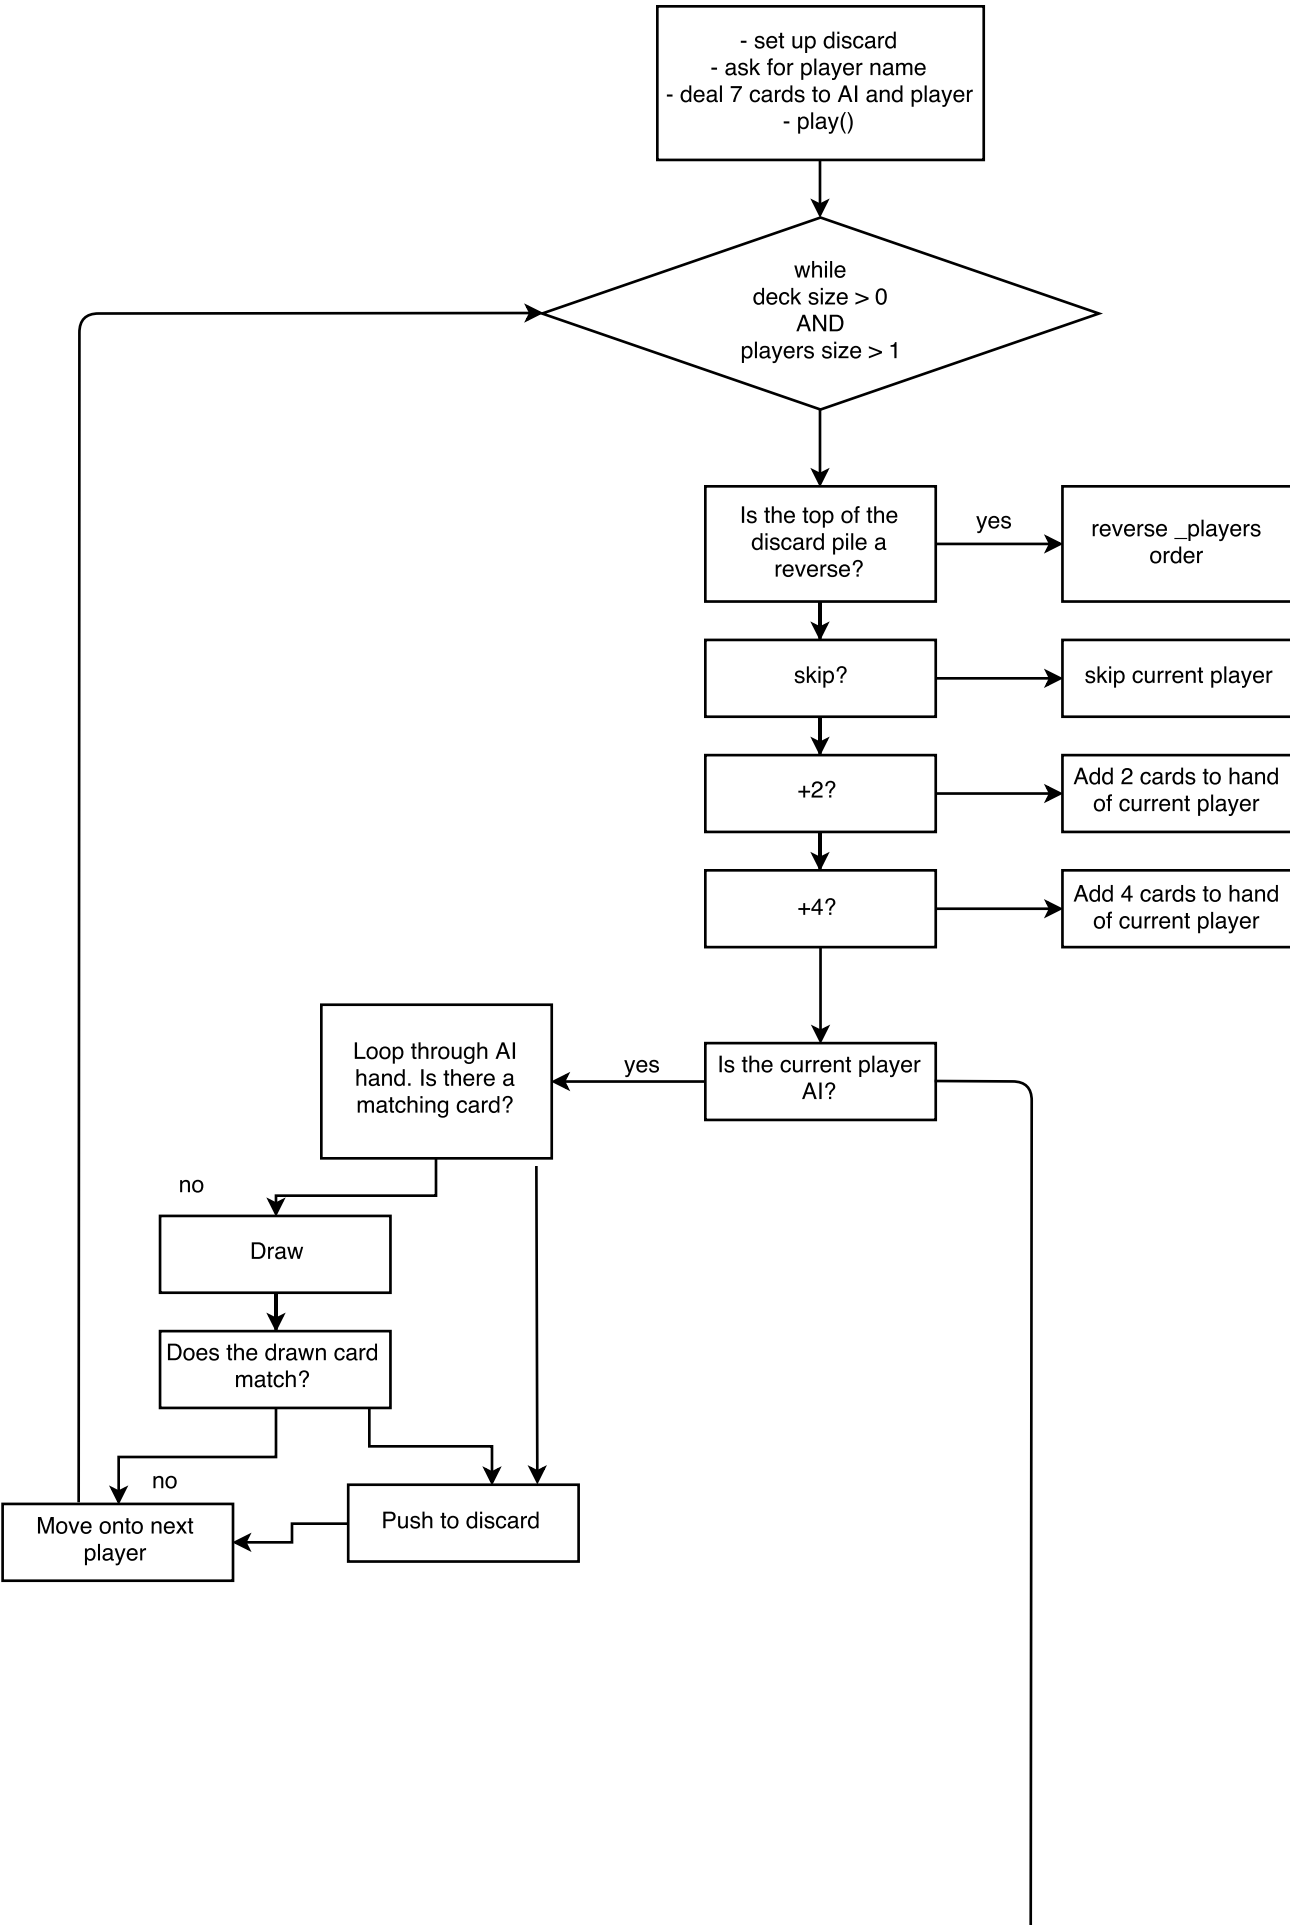 - set up discard
- ask for player name
- deal 7 cards to AI and player
- play()
while
deck size > 0
AND
players size > 1
Is the top of the
discard pile a
reverse?
yes
reverse _players
order
skip?
skip current player
+2?
Add 2 cards to hand
of current player
+4?
Add 4 cards to hand
of current player
Is the current player
AI?
yes
Loop through AI
hand. Is there a
matching card?
no
Draw
Does the drawn card
match?
no
Move onto next
player
Push to discard